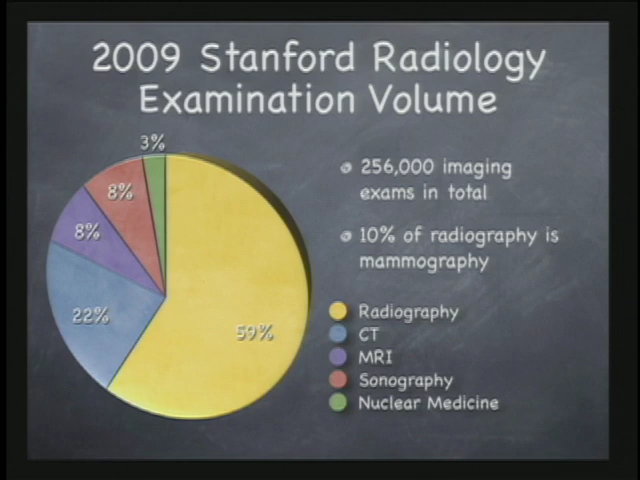 2009 Stanford Radiology
Examination Volume
3%
8%
8%
22%
59%
256,000 imaging
exams in total
10% of radiography is
mammography
Radiography
CT
MRI
Sonography
Nuclear Medicine